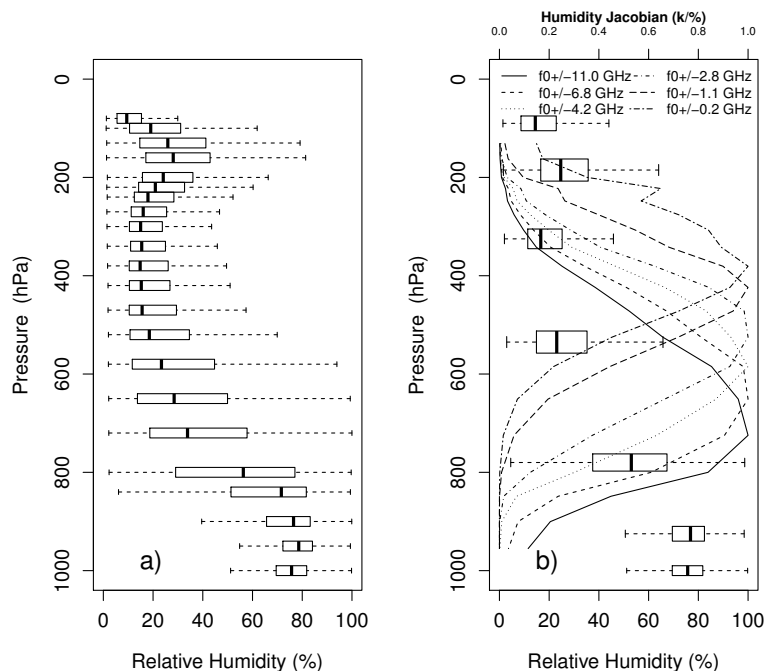 Humidity Jacobian (k/%)
0.0 0.2 0.4 0.6 0.8 1.0
f0+/−11.0 GHz
f0+/−6.8 GHz
f0+/−4.2 GHz
f0+/−2.8 GHz
f0+/−1.1 GHz
f0+/−0.2 GHz
Pressure (hPa)
0
200
400
600
800
1000
a)
0 20 40 60 80 100
Relative Humidity (%)
Pressure (hPa)
0
200
400
600
800
1000
b)
0 20 40 60 80 100
Relative Humidity (%)